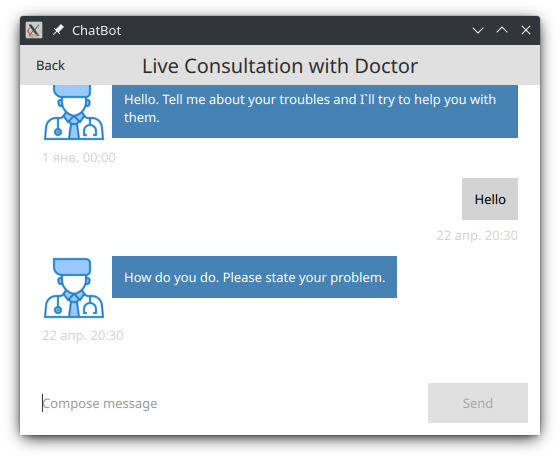 ChatBot
Back
Live Consultation with Doctor
Hello. Tell me about your troubles and I`ll try to help you with
them.
1 янв. 00:00
Hello
22 апр. 20:30
How do you do. Please state your problem.
22 апр. 20:30
Compose message
Send